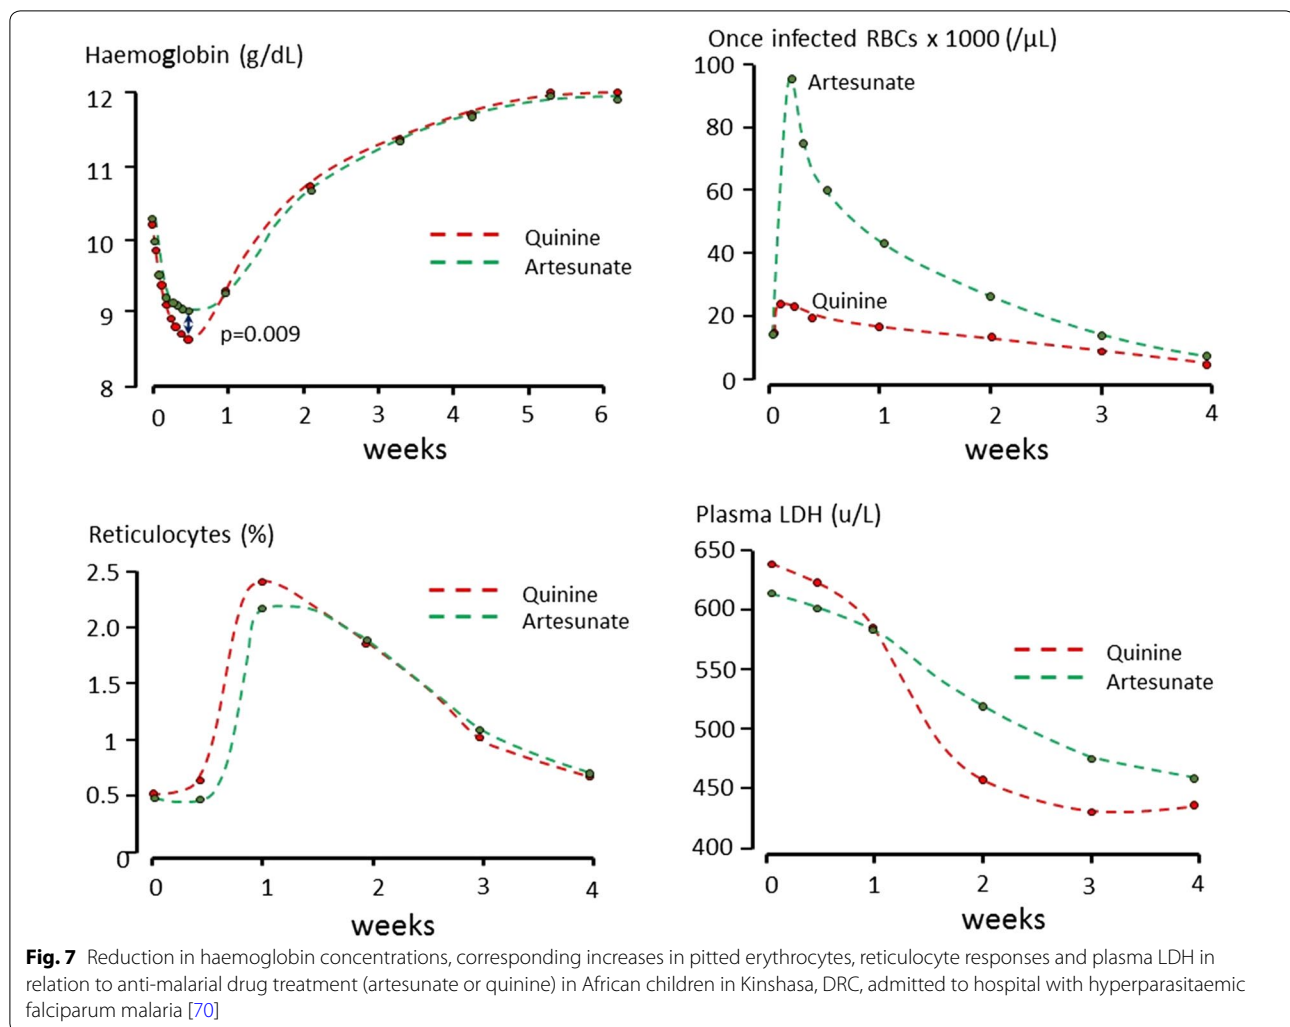 Haemoglobin (g/dL)
12
11
10
9
8
Quinine
Artesunate
p=0.009
0 1 2 3 4 5 6
weeks
Once infected RBCs x 1000 (/µL)
100
80
60
40
20
0
Artesunate
Quinine
0 1 2 3 4
weeks
Reticulocytes (%)
2.5
2.0
1.5
1
0.5
0
Quinine
Artesunate
0 1 2 3 4
weeks
Plasma LDH (u/L)
650
600
550
500
450
400
Quinine
Artesunate
0 1 2 3 4
weeks
Fig. 7 Reduction in haemoglobin concentrations, corresponding increases in pitted erythrocytes, reticulocyte responses and plasma LDH in
relation to anti-malarial drug treatment (artesunate or quinine) in African children in Kinshasa, DRC, admitted to hospital with hyperparasitaemic
falciparum malaria [70]